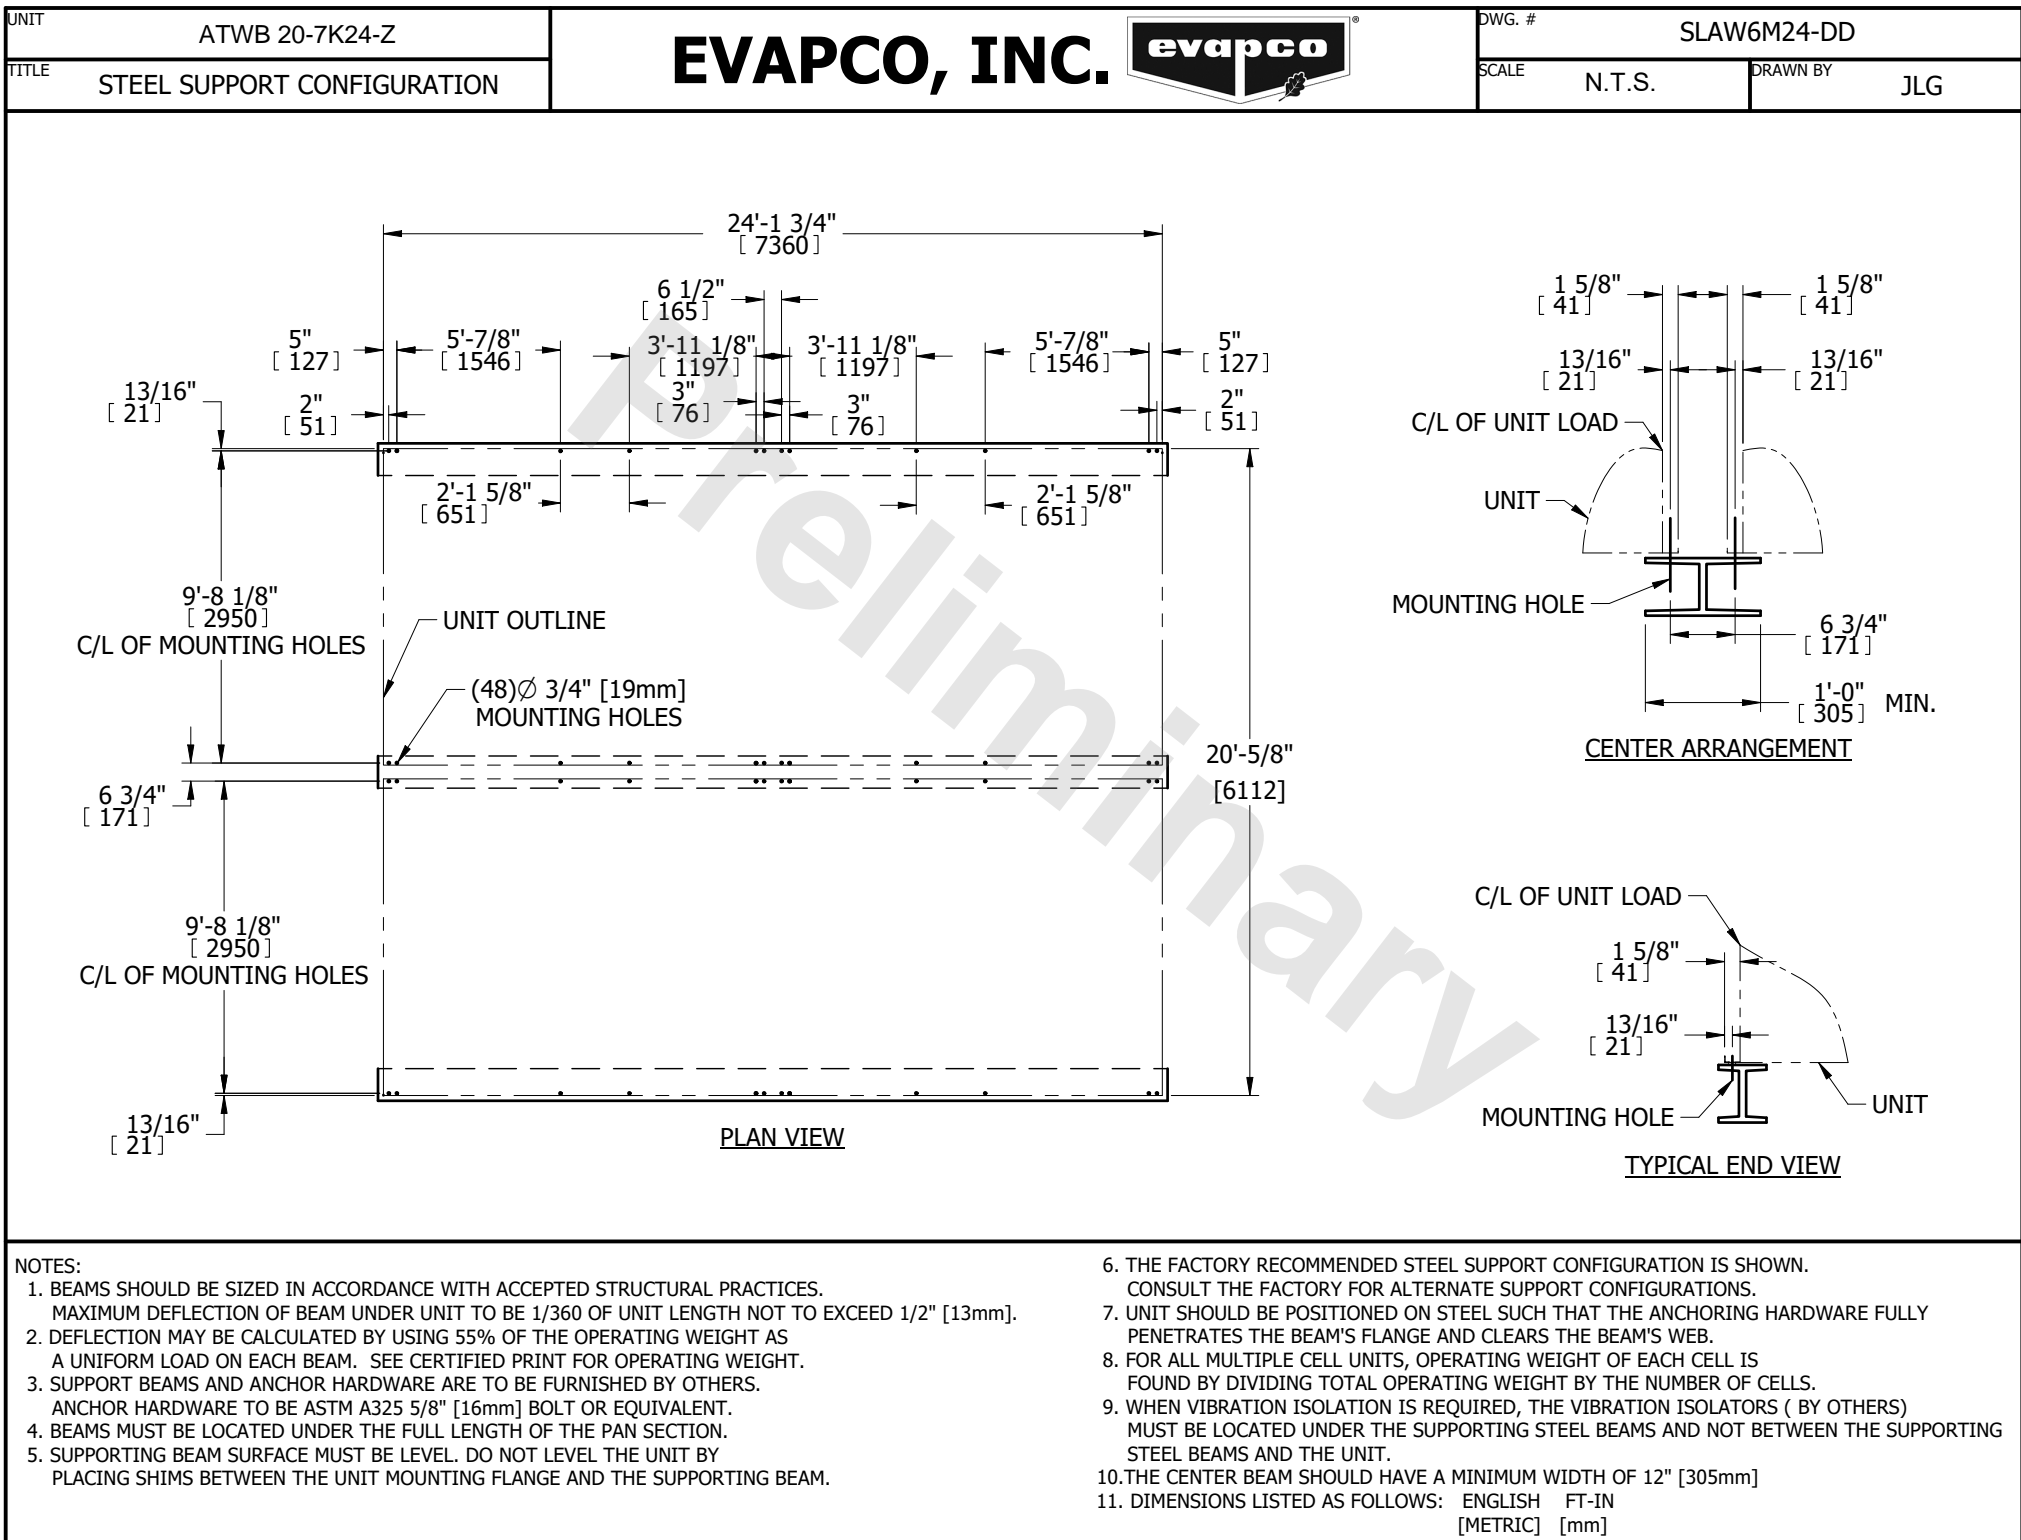 UNIT
ATWB 20-7K24-Z
TITLE
STEEL SUPPORT CONFIGURATION
EVAPCO, INC.
evapco
®
DWG. #
SLAW6M24-DD
SCALE
N.T.S.
DRAWN BY
JLG
24'-1 3/4"
[ 7360]
6 1/2"
[ 165]
5"
[ 127]
5'-7/8"
[ 1546]
3'-11 1/8"
[ 1197]
3'-11 1/8"
[ 1197]
5'-7/8"
[ 1546]
5"
[ 127]
13/16"
[ 21]
2"
[ 51]
3"
[ 76]
3"
[ 76]
2"
[ 51]
2'-1 5/8"
[ 651]
2'-1 5/8"
[ 651]
9'-8 1/8"
[ 2950]
C/L OF MOUNTING HOLES
UNIT OUTLINE
(48)Ø 3/4" [19mm]
MOUNTING HOLES
6 3/4"
[ 171]
20'-5/8"
[6112]
9'-8 1/8"
[ 2950]
C/L OF MOUNTING HOLES
13/16"
[ 21]
PLAN VIEW
Preliminary
1 5/8"
[ 41]
1 5/8"
[ 41]
13/16"
[ 21]
13/16"
[ 21]
C/L OF UNIT LOAD
UNIT
MOUNTING HOLE
6 3/4"
[ 171]
1'-0"
[ 305] MIN.
CENTER ARRANGEMENT
C/L OF UNIT LOAD
1 5/8"
[ 41]
13/16"
[ 21]
MOUNTING HOLE
UNIT
TYPICAL END VIEW
NOTES:
1. BEAMS SHOULD BE SIZED IN ACCORDANCE WITH ACCEPTED STRUCTURAL PRACTICES.
MAXIMUM DEFLECTION OF BEAM UNDER UNIT TO BE 1/360 OF UNIT LENGTH NOT TO EXCEED 1/2" [13mm].
2. DEFLECTION MAY BE CALCULATED BY USING 55% OF THE OPERATING WEIGHT AS
A UNIFORM LOAD ON EACH BEAM. SEE CERTIFIED PRINT FOR OPERATING WEIGHT.
3. SUPPORT BEAMS AND ANCHOR HARDWARE ARE TO BE FURNISHED BY OTHERS.
ANCHOR HARDWARE TO BE ASTM A325 5/8" [16mm] BOLT OR EQUIVALENT.
4. BEAMS MUST BE LOCATED UNDER THE FULL LENGTH OF THE PAN SECTION.
5. SUPPORTING BEAM SURFACE MUST BE LEVEL. DO NOT LEVEL THE UNIT BY
PLACING SHIMS BETWEEN THE UNIT MOUNTING FLANGE AND THE SUPPORTING BEAM.
6. THE FACTORY RECOMMENDED STEEL SUPPORT CONFIGURATION IS SHOWN.
CONSULT THE FACTORY FOR ALTERNATE SUPPORT CONFIGURATIONS.
7. UNIT SHOULD BE POSITIONED ON STEEL SUCH THAT THE ANCHORING HARDWARE FULLY
PENETRATES THE BEAM'S FLANGE AND CLEARS THE BEAM'S WEB.
8. FOR ALL MULTIPLE CELL UNITS, OPERATING WEIGHT OF EACH CELL IS
FOUND BY DIVIDING TOTAL OPERATING WEIGHT BY THE NUMBER OF CELLS.
9. WHEN VIBRATION ISOLATION IS REQUIRED, THE VIBRATION ISOLATORS ( BY OTHERS)
MUST BE LOCATED UNDER THE SUPPORTING STEEL BEAMS AND NOT BETWEEN THE SUPPORTING
STEEL BEAMS AND THE UNIT.
10.THE CENTER BEAM SHOULD HAVE A MINIMUM WIDTH OF 12" [305mm]
11. DIMENSIONS LISTED AS FOLLOWS: ENGLISH FT-IN
[METRIC] [mm]